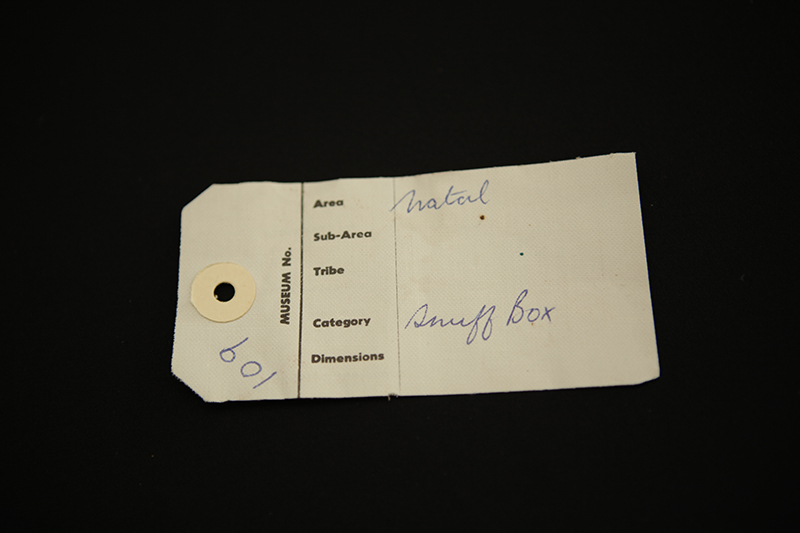 MUSEUM No.
109
Area Natal
Sub-Area
Tribe
Category Snuff Box
Dimensions